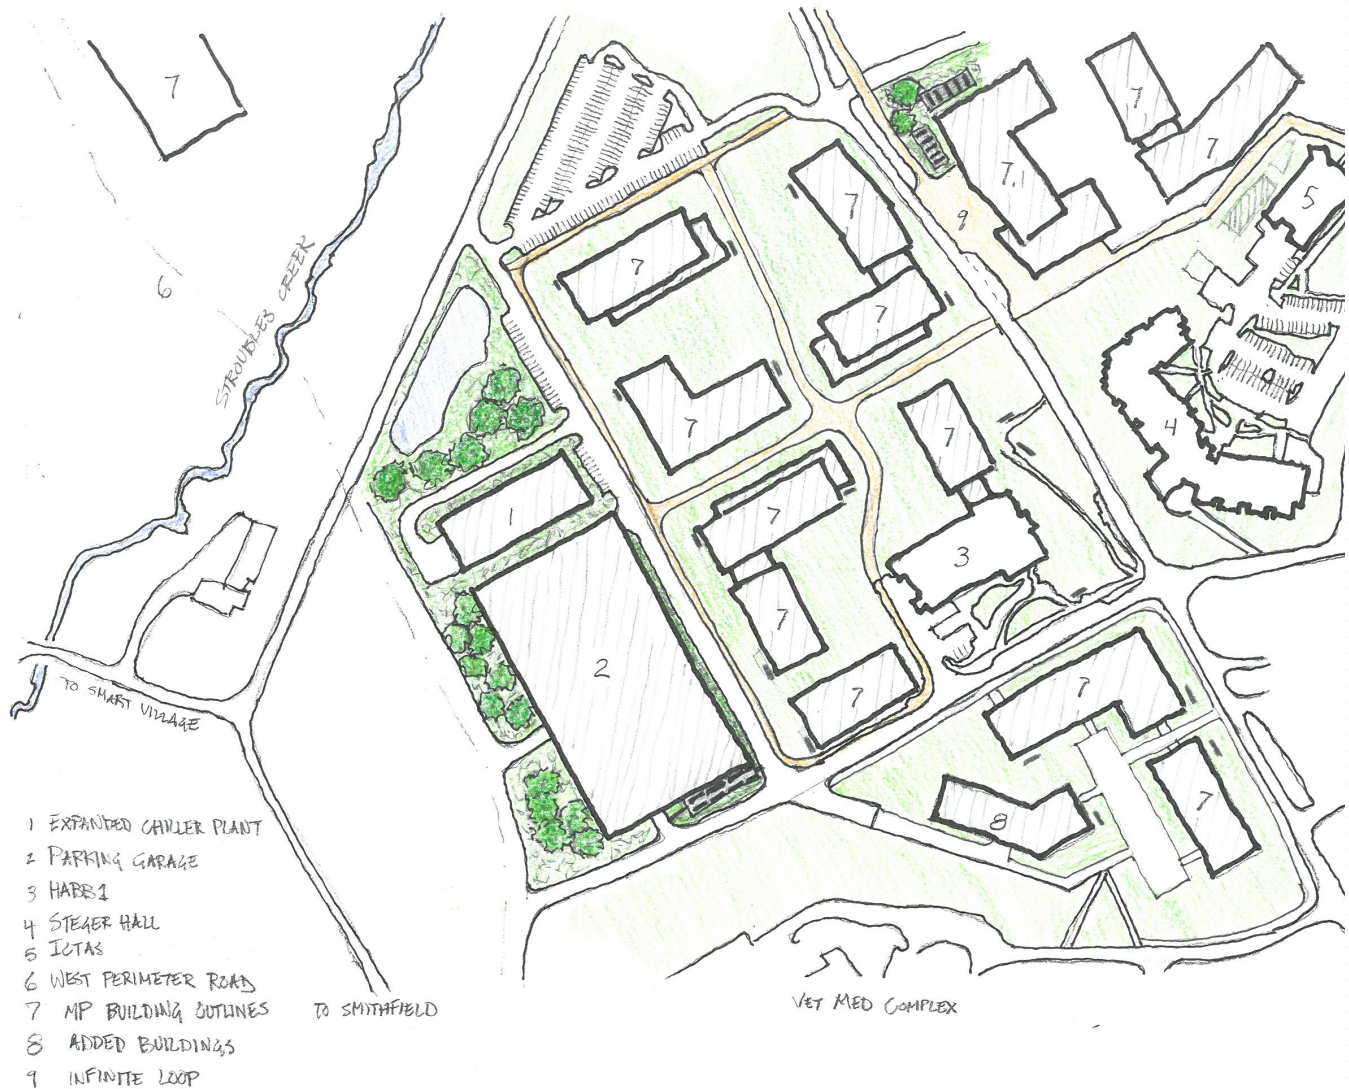 7
7
7
5
7
7.
9
7
6
STROUBLES CREEK
7
7
7
4
7
7
1
3
7
2
7
7
TO SMART VILLAGE
7
8
1 EXPANDED CHILLER PLANT
2 PARKING GARAGE
3 HABB1
4 STEGER HALL
5 ICTAS
6 WEST PERIMETER ROAD
7 MP BUILDING OUTLINES
TO SMITHFIELD
VET MED COMPLEX
8 ADDED BUILDINGS
9 INFINITE LOOP